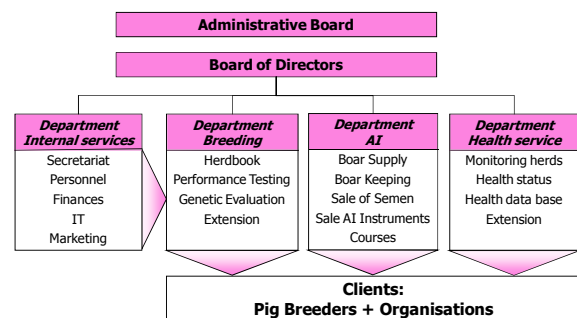 Administrative Board
Board of Directors
Department
Internal services
Secretariat
Personnel
Finances
IT
Marketing
Department
Breeding
Herdbook
Performance Testing
Genetic Evaluation
Extension
Department
AI
Boar Supply
Boar Keeping
Sale of Semen
Sale AI Instruments
Courses
Department
Health service
Monitoring herds
Health status
Health data base
Extension
Clients:
Pig Breeders + Organisations